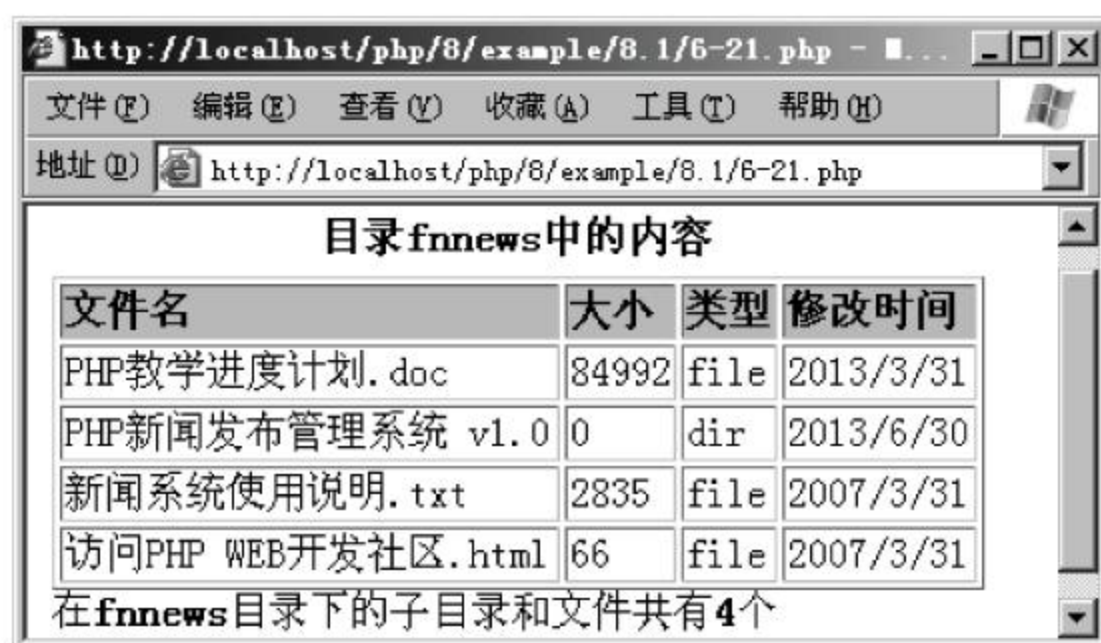 http://localhost/php/8/example/8.1/6-21.php - ...
文件(F) 编辑(E) 查看(V) 收藏(A) 工具(T) 帮助(H)
地址(D) http://localhost/php/8/example/8.1/6-21.php
目录fnnews中的内容
文件名 大小 类型 修改时间
PHP教学进度计划.doc 84992 file 2013/3/31
PHP新闻发布管理系统 v1.0 0 dir 2013/6/30
新闻系统使用说明.txt 2835 file 2007/3/31
访问PHP WEB开发社区.html 66 file 2007/3/31
在fnnews目录下的子目录和文件共有4个